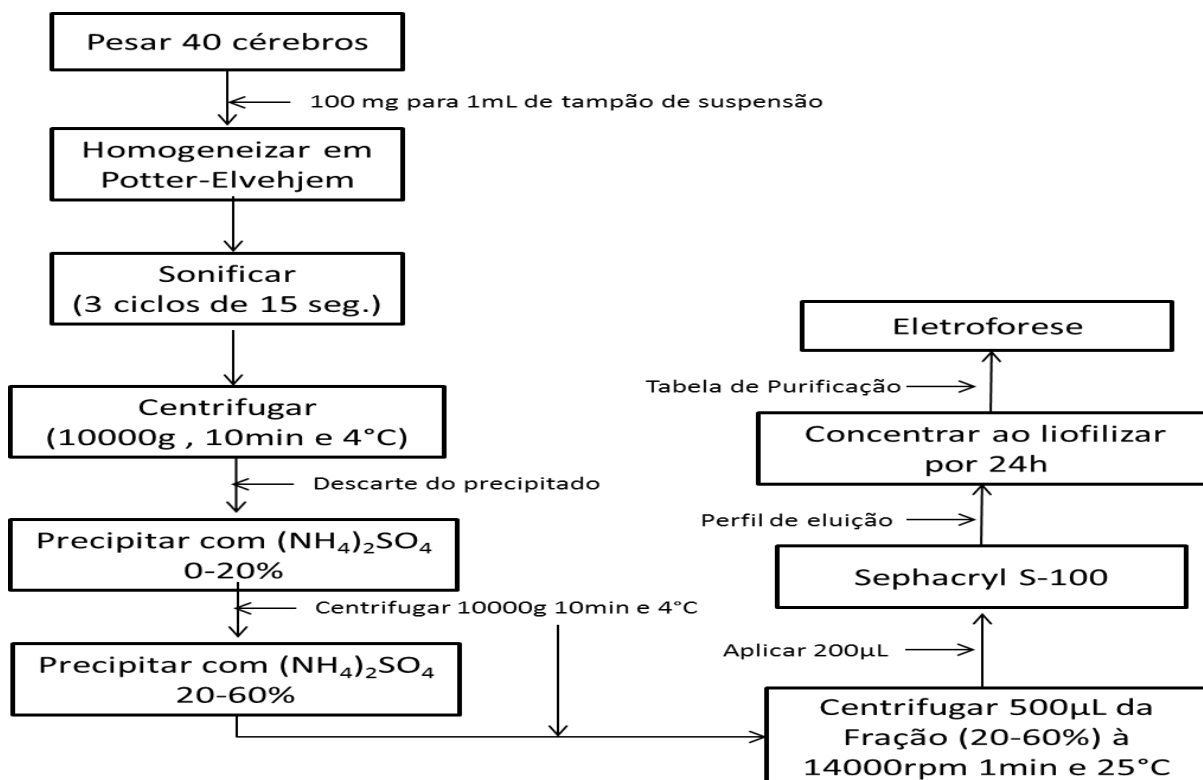 Pesar 40 cérebros
100 mg para 1mL de tampão de suspensão
Homogeneizar em
Potter-Elvehjem
Sonificar
(3 ciclos de 15 seg.)
Centrifugar
(10000g , 10min e 4°C)
Descarte do precipitado
Precipitar com (NH₄)₂SO₄
0-20%
Centrifugar 10000g 10min e 4°C
Precipitar com (NH₄)₂SO₄
20-60%
Centrifugar 500µL da
Fração (20-60%) à
14000rpm 1min e 25°C
Aplicar 200µL
Sephacryl S-100
Perfil de eluição
Concentrar ao liofilizar
por 24h
Tabela de Purificação
Eletroforese